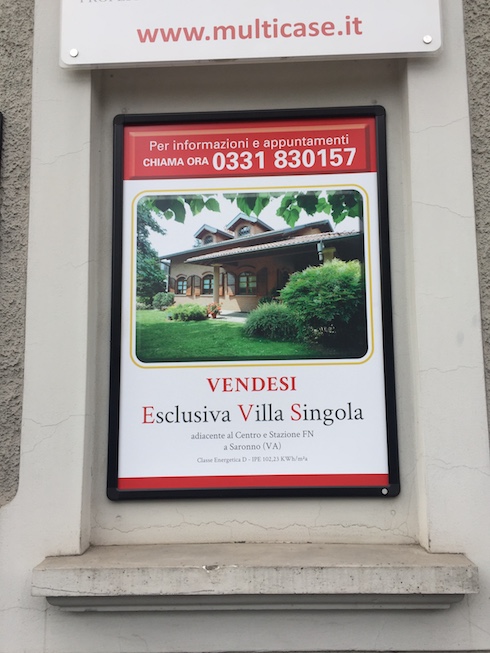 www.multicase.it
Per informazioni e appuntamenti
CHIAMA ORA 0331 830157
VENDESI
Esclusiva Villa Singola
adiacente al Centro e Stazione FN
a Saronno (VA)
Classe Energetica D - IPE 102,23 KWh/m/a